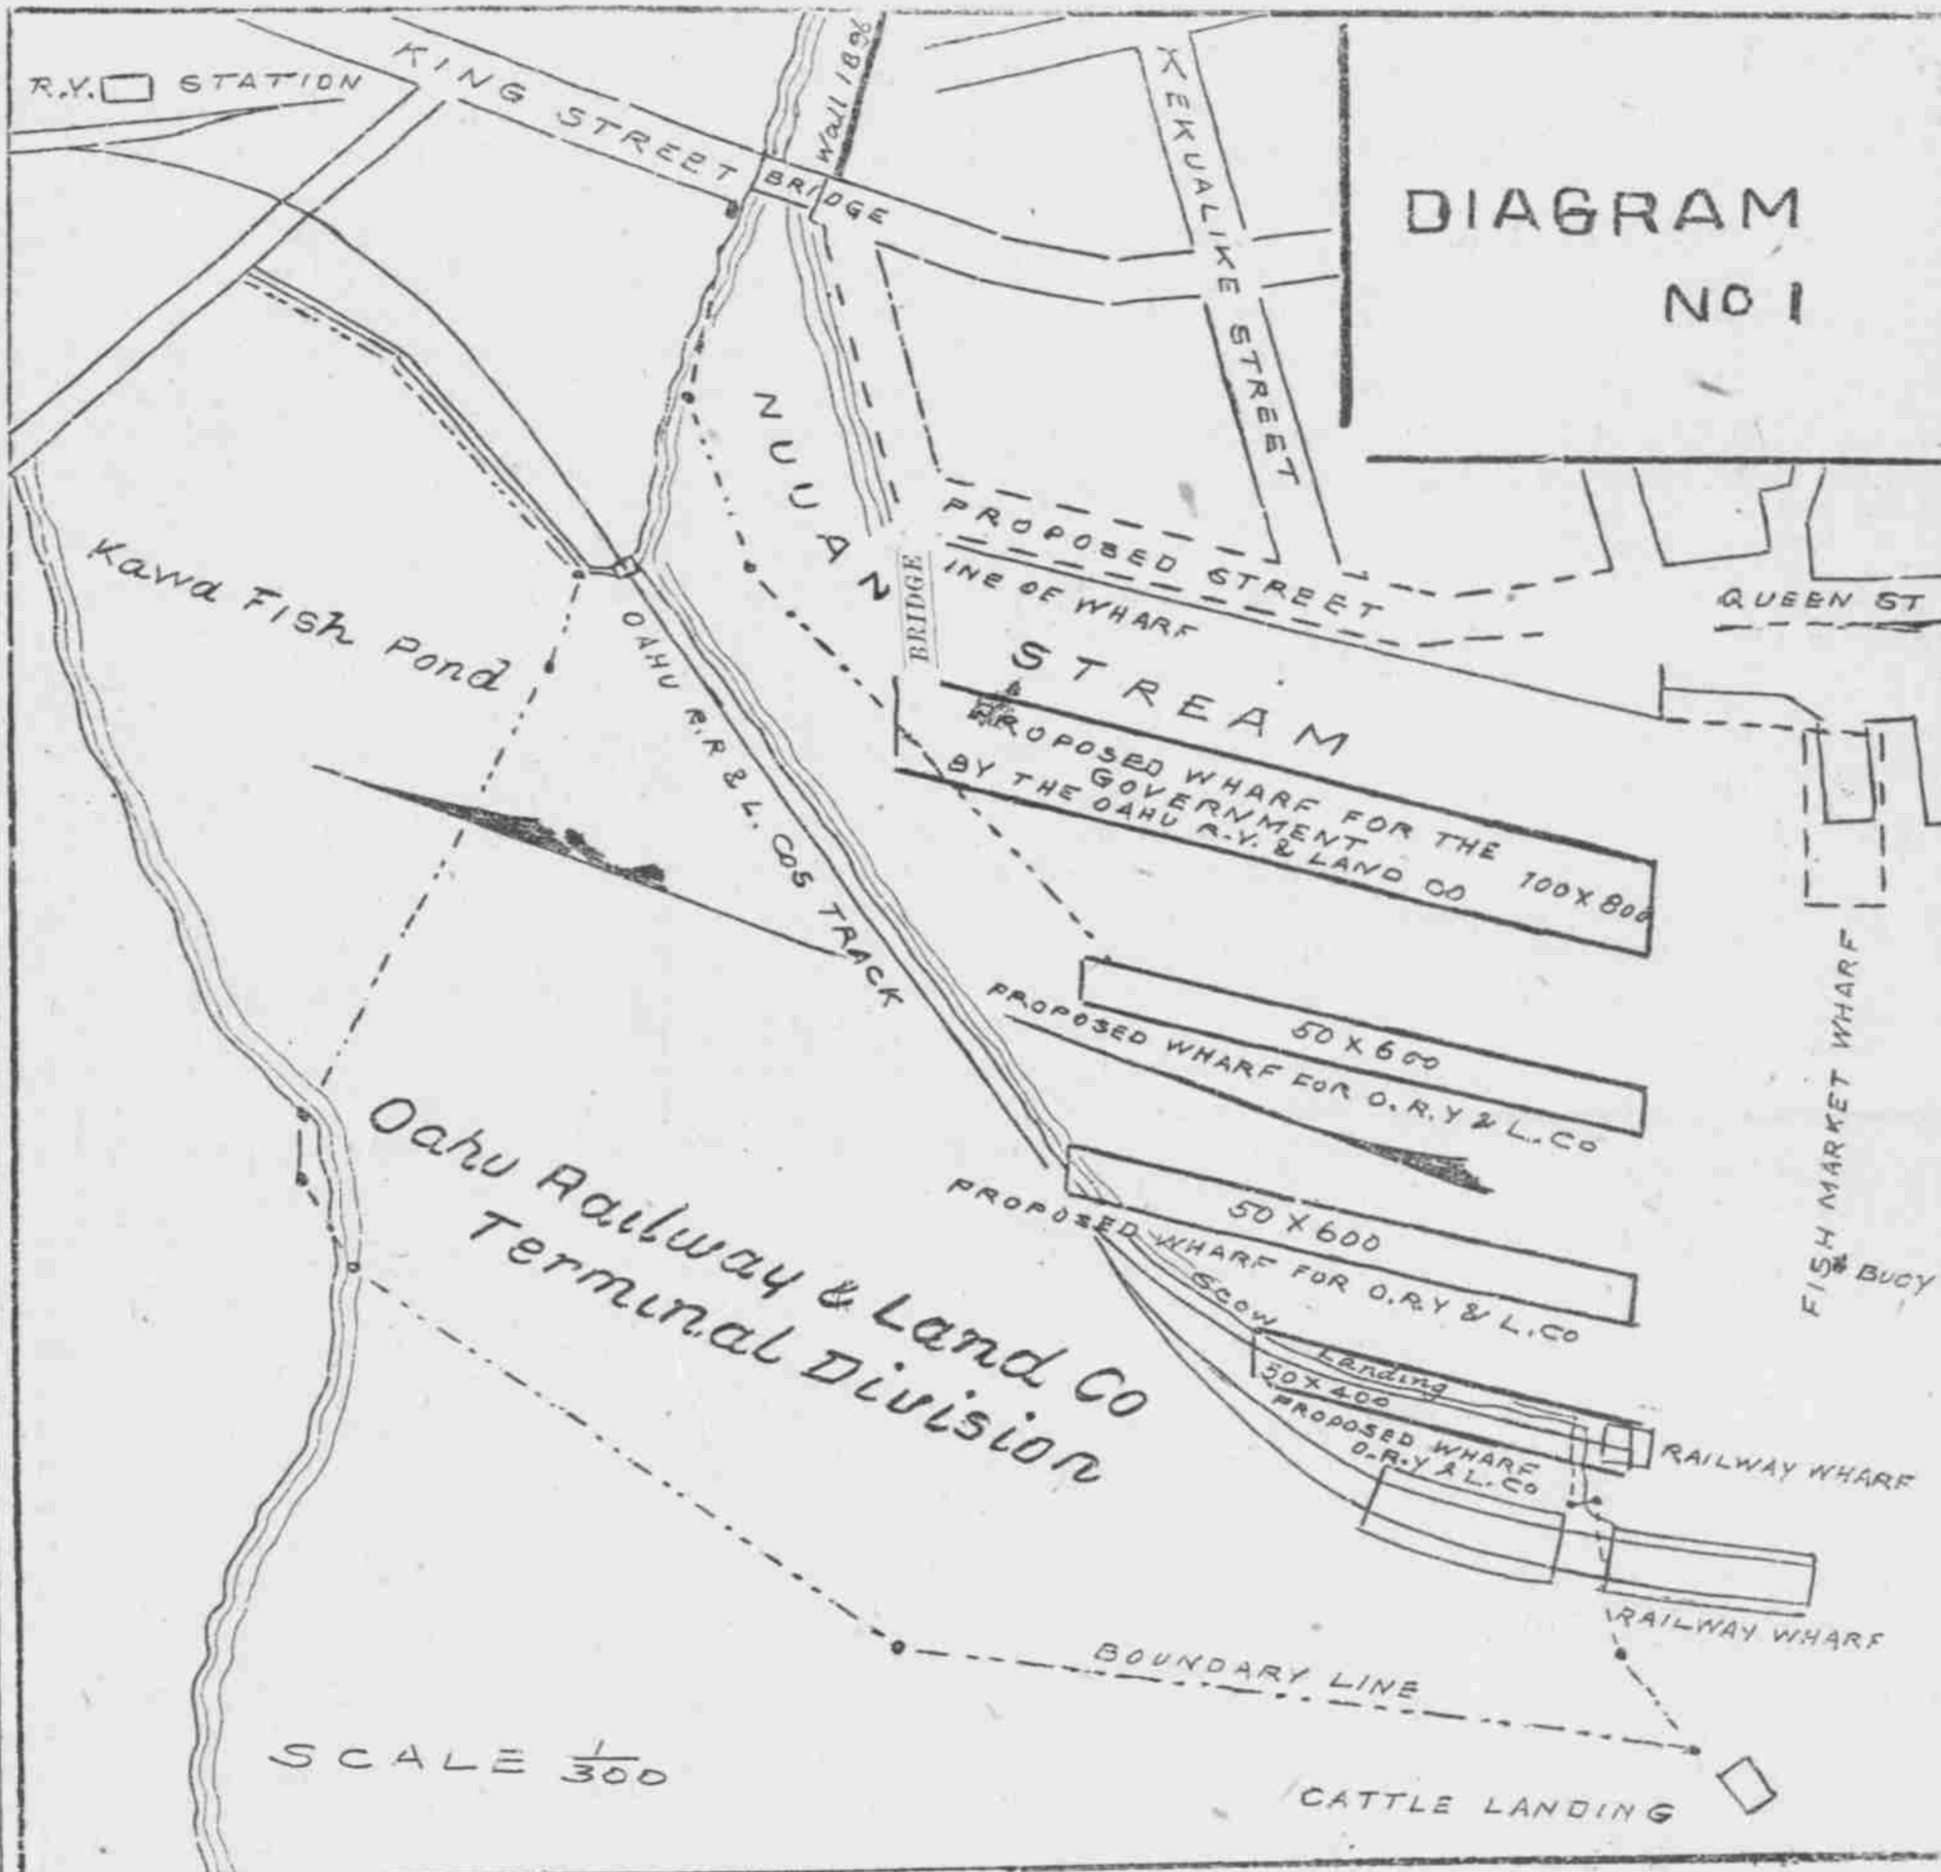 R.Y. STATION
KING STREET
BRIDGE
Wall 1896
KEKUALIKE STREET
DIAGRAM
NO 1
NUUAN
STREAM
BRIDGE
PROPOSED STREET
INE OF WHARF
QUEEN ST
Kawa Fish Pond
OAHU R.R & L. COS TRACK
PROPOSED WHARF FOR THE
GOVERNMENT
BY THE OAHU R.Y. & LAND CO
100 X 800
50 X 600
PROPOSED WHARF FOR O.R.Y & L.CO
FISH MARKET WHARF
BUOY
50 X 600
PROPOSED WHARF FOR O.R.Y & L.CO
Oahu Railway & Land Co
Terminal Division
SCOW Landing
50 X 400
PROPOSED WHARF
O.R.Y & L.CO
RAILWAY WHARF
RAILWAY WHARF
BOUNDARY LINE
SCALE 1/300
CATTLE LANDING